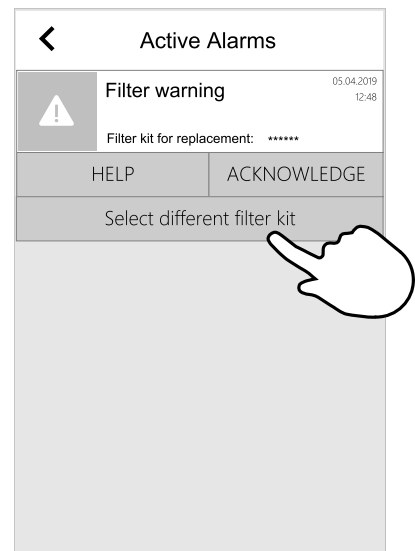 Active Alarms
Filter warning
05.04.2019
12:48
Filter kit for replacement: ******
HELP
ACKNOWLEDGE
Select different filter kit